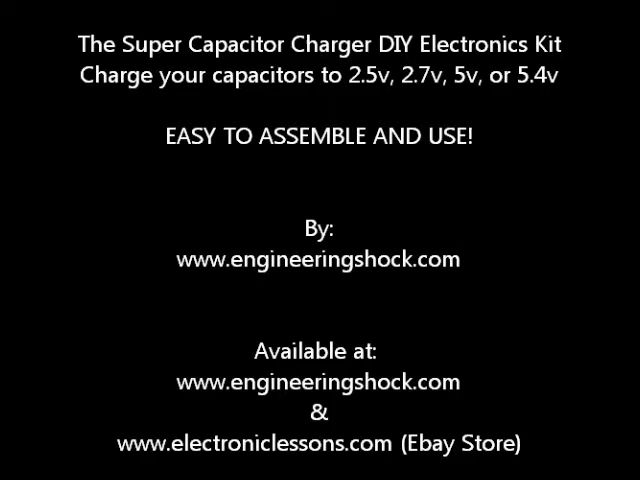 The Super Capacitor Charger DIY Electronics Kit
Charge your capacitors to 2.5v, 2.7v, 5v, or 5.4v
EASY TO ASSEMBLE AND USE!
By:
www.engineeringshock.com
Available at:
www.engineeringshock.com
&
www.electroniclessons.com (Ebay Store)